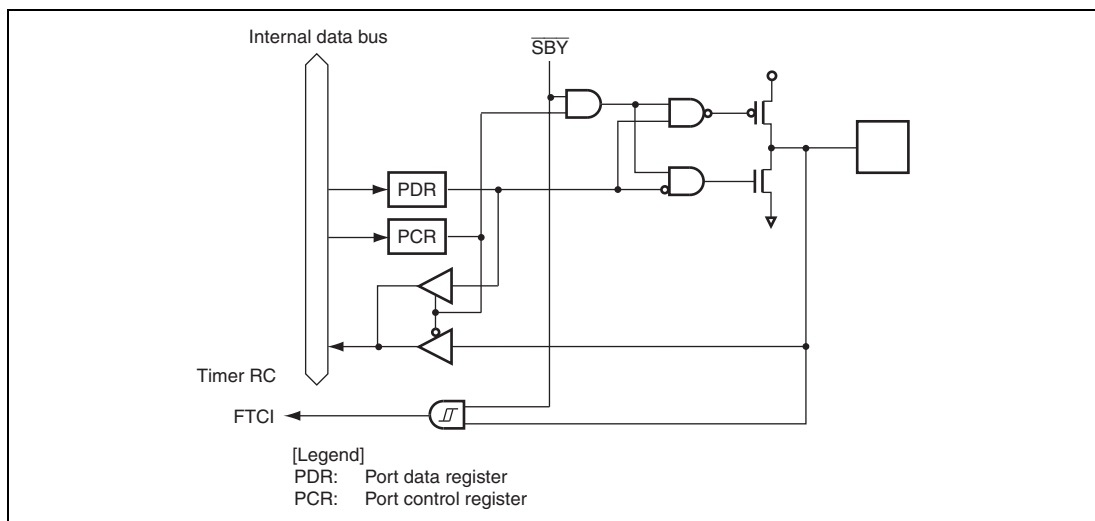 Internal data bus
SBY
PDR
PCR
Timer RC
FTCI
[Legend]
PDR: Port data register
PCR: Port control register